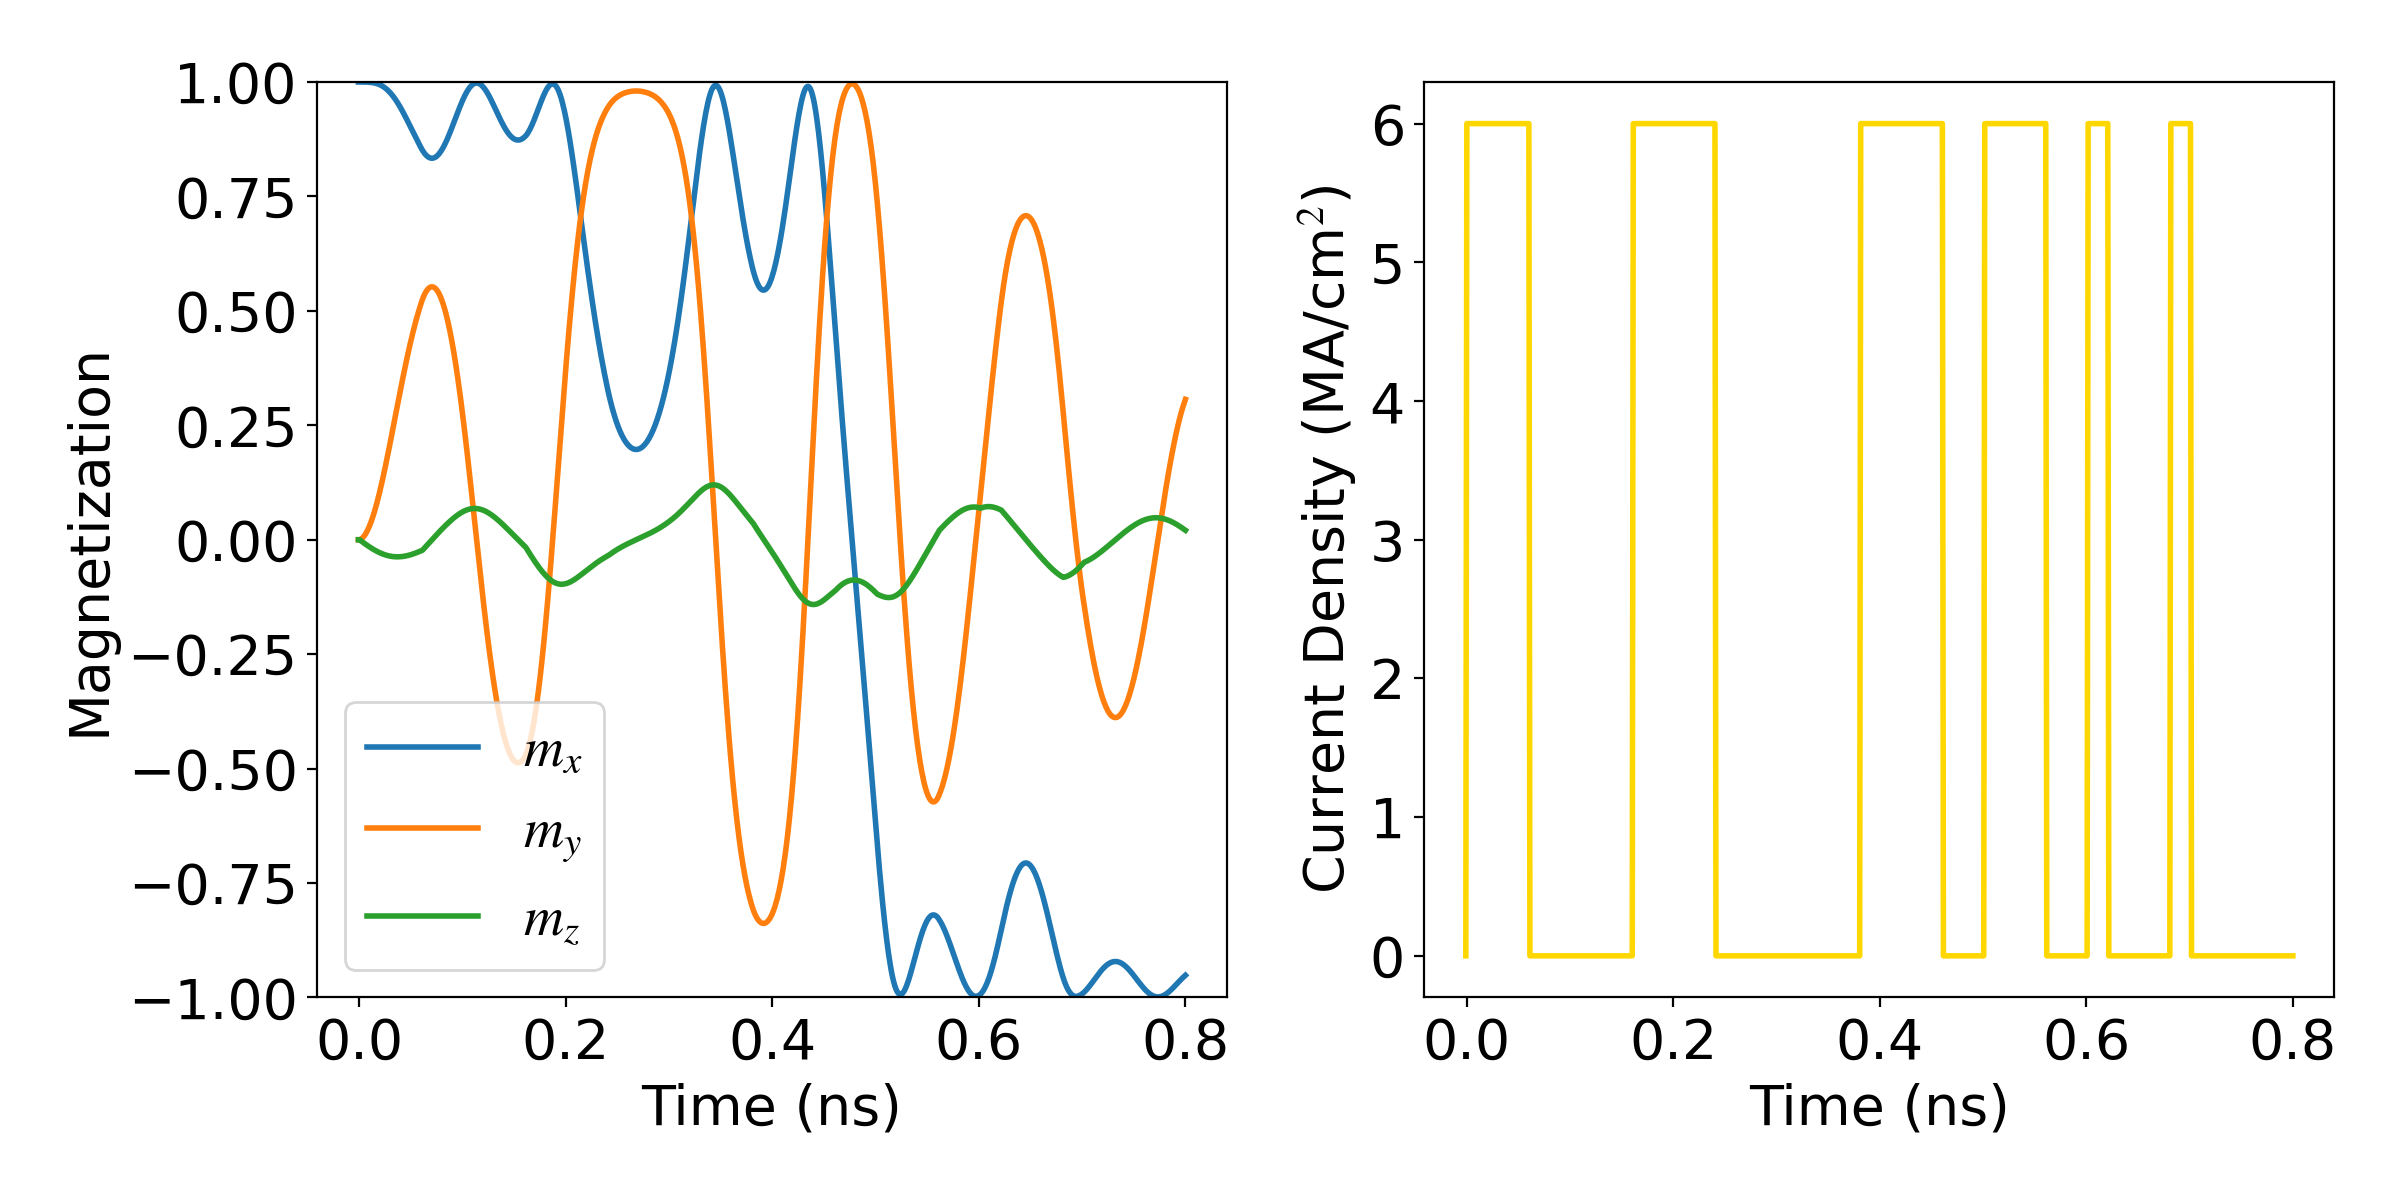 Magnetization
1.00
0.75
0.50
0.25
0.00
−0.25
−0.50
−0.75
−1.00
m_x
m_y
m_z
0.0 0.2 0.4 0.6 0.8
Time (ns)
Current Density (MA/cm²)
6
5
4
3
2
1
0
0.0 0.2 0.4 0.6 0.8
Time (ns)